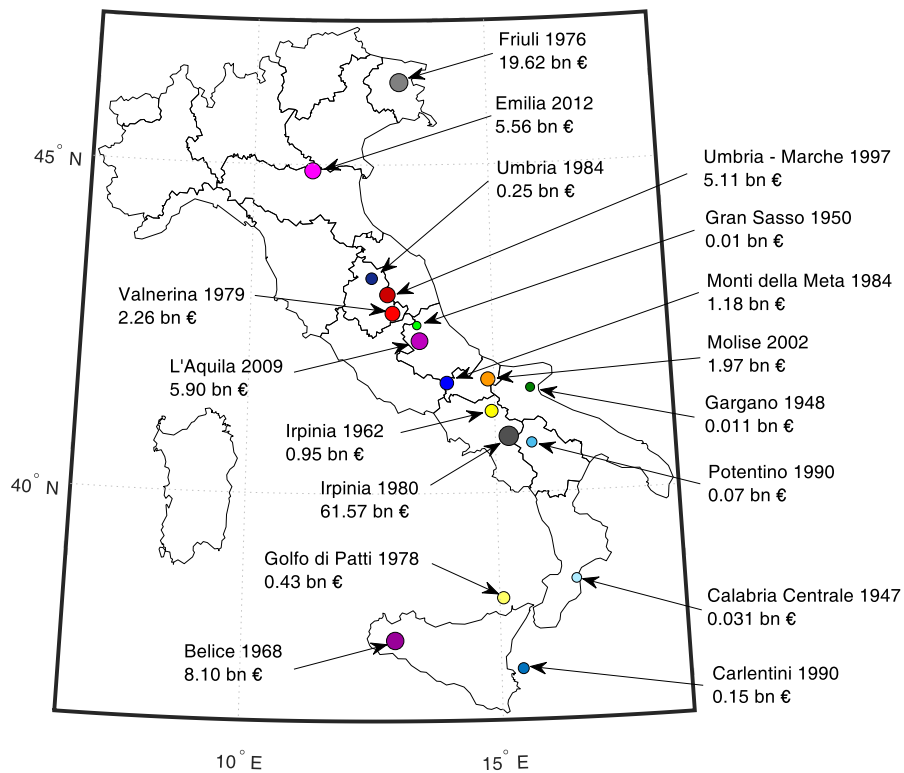 Friuli 1976
19.62 bn €
Emilia 2012
5.56 bn €
Umbria 1984
0.25 bn €
Umbria - Marche 1997
5.11 bn €
45° N
Gran Sasso 1950
0.01 bn €
Monti della Meta 1984
1.18 bn €
Valnerina 1979
2.26 bn €
Molise 2002
1.97 bn €
L'Aquila 2009
5.90 bn €
Gargano 1948
0.011 bn €
Irpinia 1962
0.95 bn €
Potentino 1990
0.07 bn €
40° N
Irpinia 1980
61.57 bn €
Golfo di Patti 1978
0.43 bn €
Calabria Centrale 1947
0.031 bn €
Belice 1968
8.10 bn €
Carlentini 1990
0.15 bn €
10° E
15° E